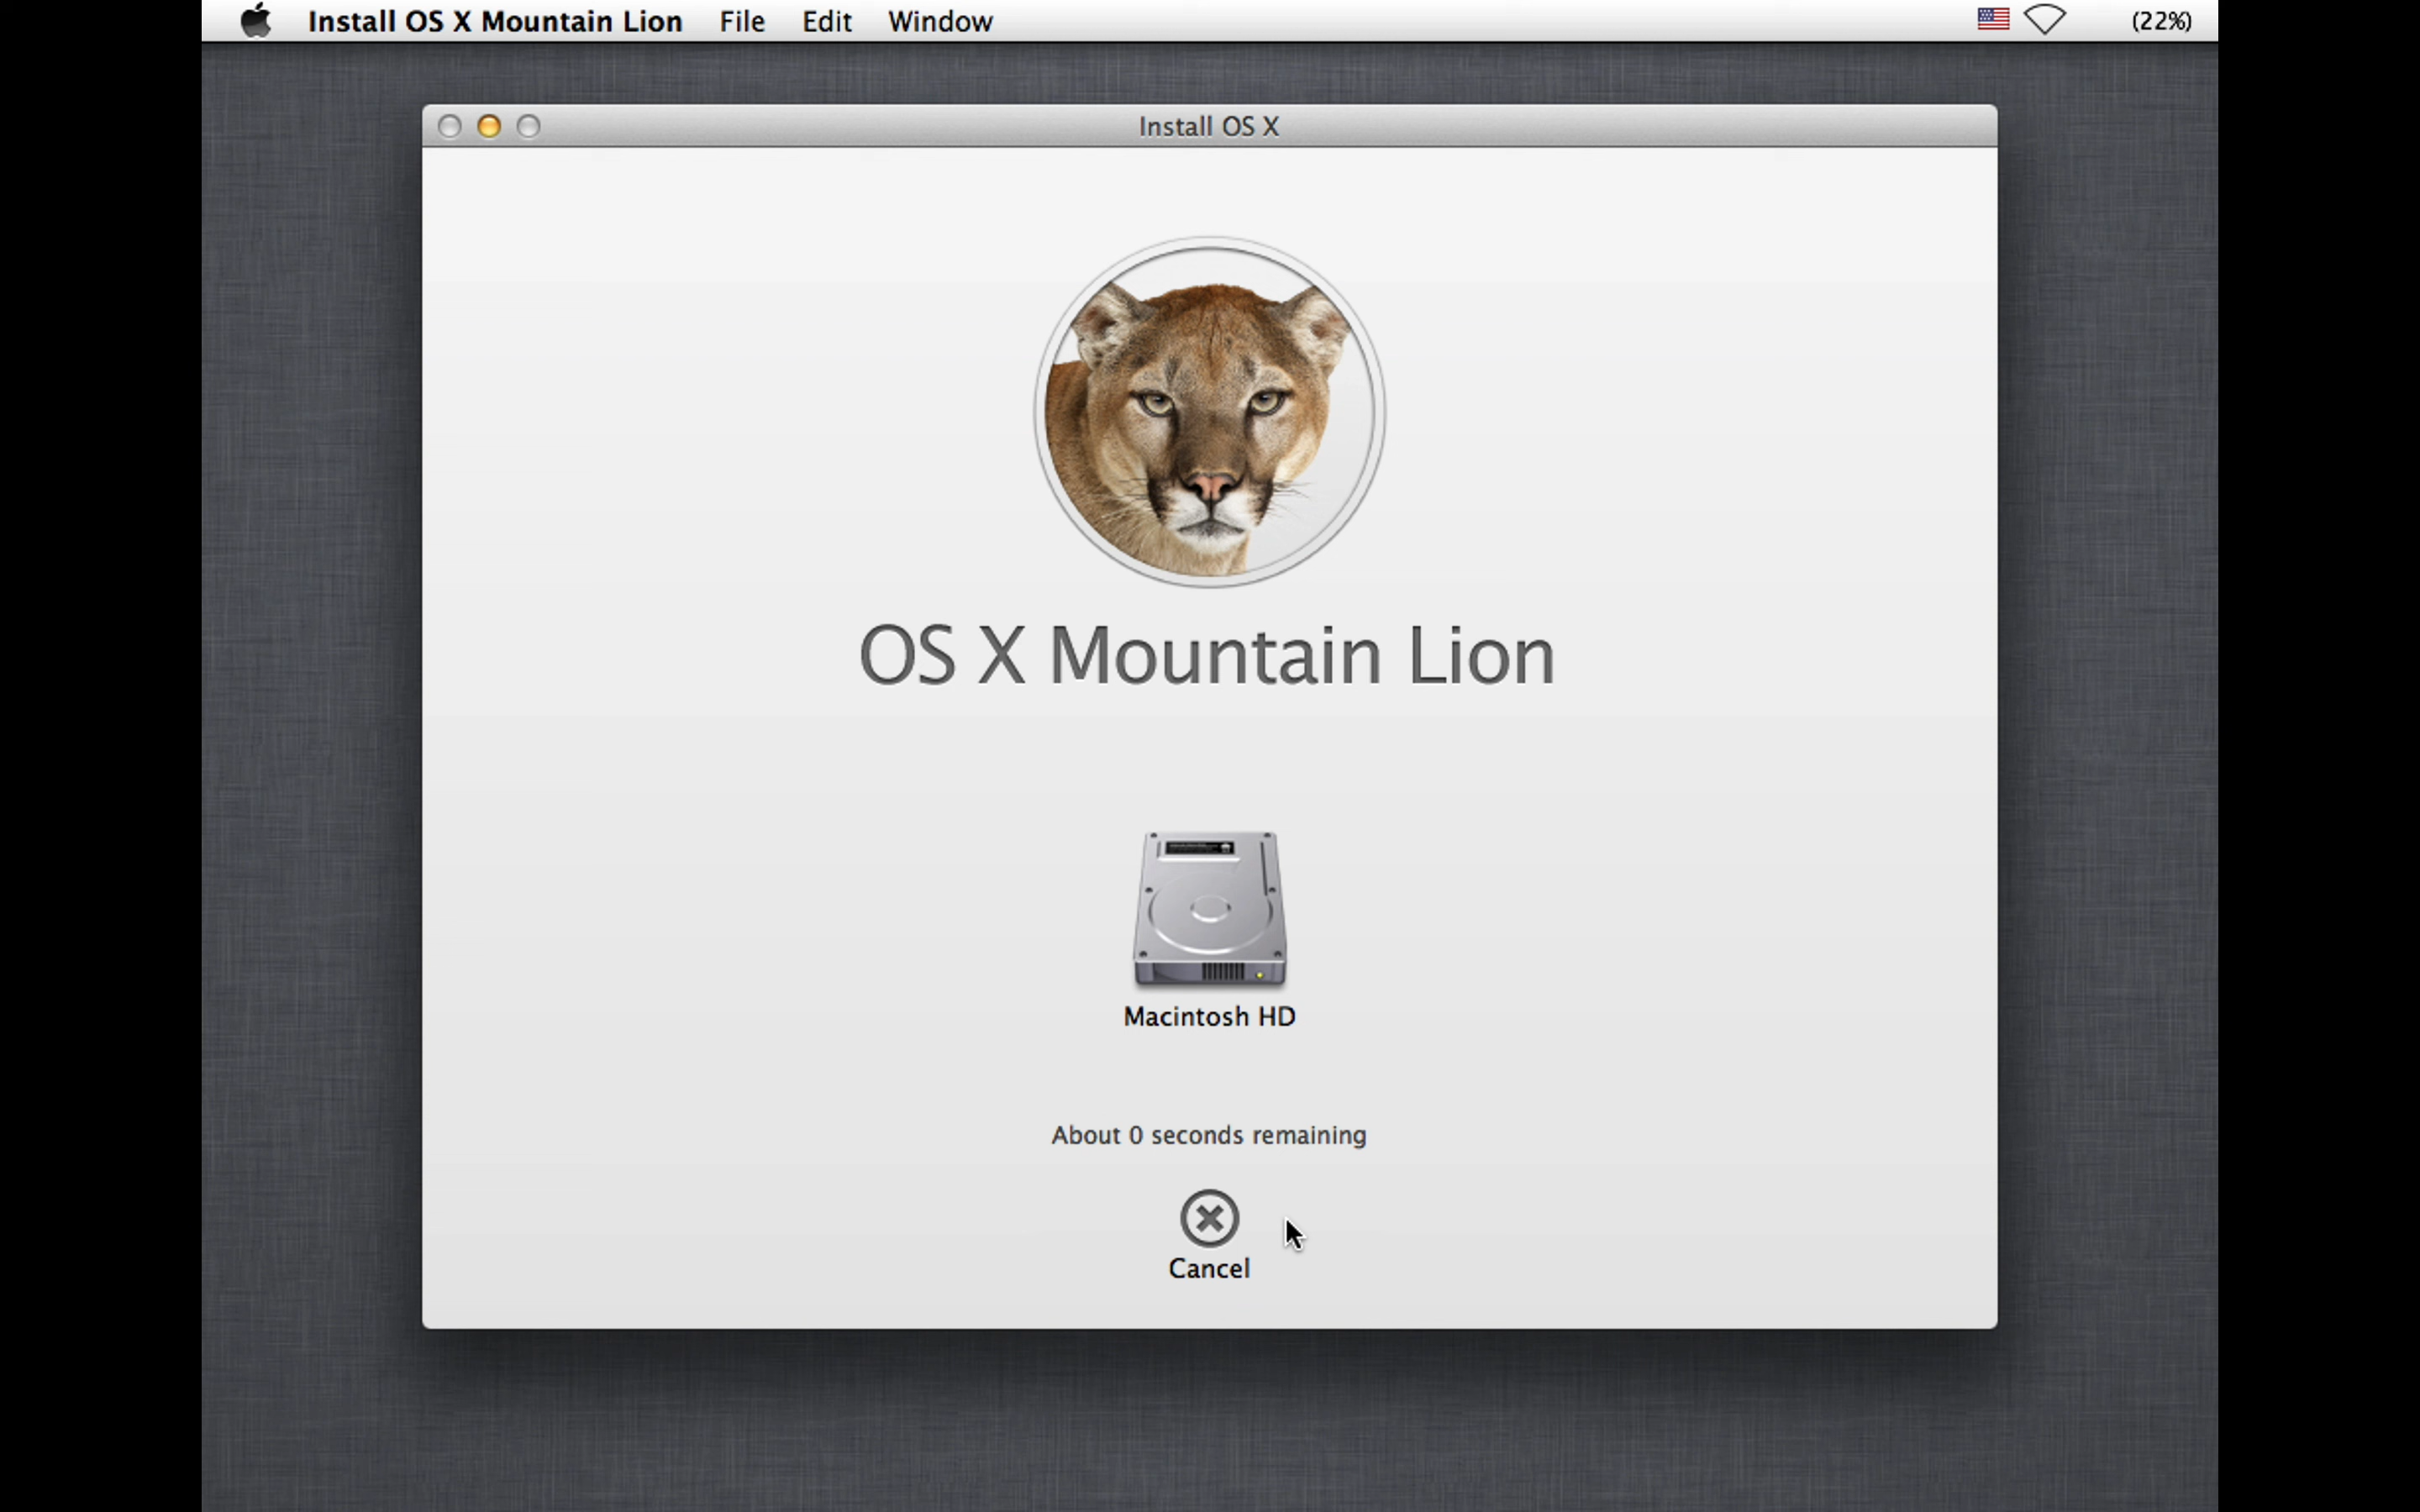 Install OS X Mountain Lion File Edit Window (22%)
Install OS X
OS X Mountain Lion
Macintosh HD
About 0 seconds remaining
Cancel